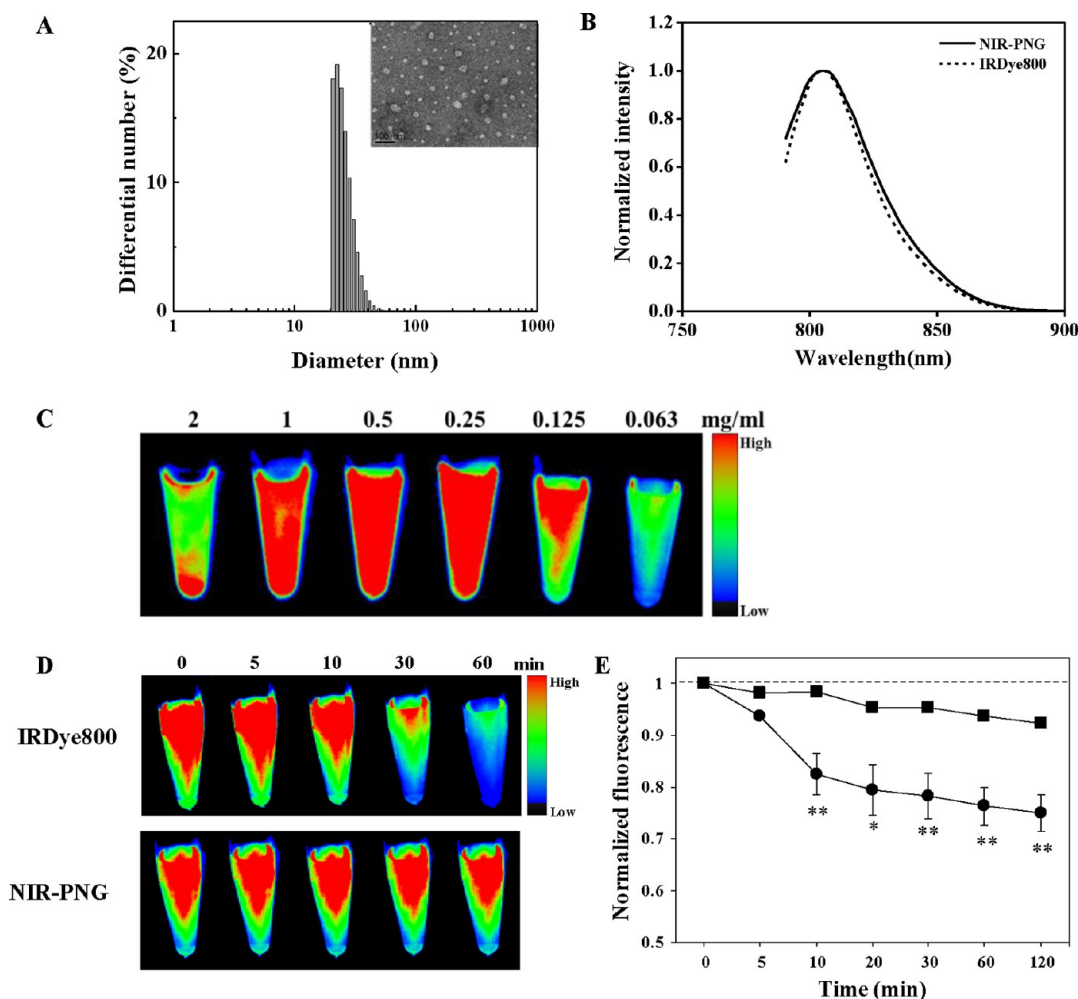 A
Differential number (%)
20
10
0
1
10
100
1000
Diameter (nm)
B
Normalized intensity
1.2
1.0
0.8
0.6
0.4
0.2
0.0
750
800
850
900
Wavelength(nm)
NIR-PNG
IRDye800
C
2 1 0.5 0.25 0.125 0.063 mg/ml
High
Low
D
0 5 10 30 60 min
IRDye800
High
Low
NIR-PNG
E
Normalized fluorescence
1
0.9
0.8
0.7
0.6
0.5
** * ** ** **
0 5 10 20 30 60 120
Time (min)